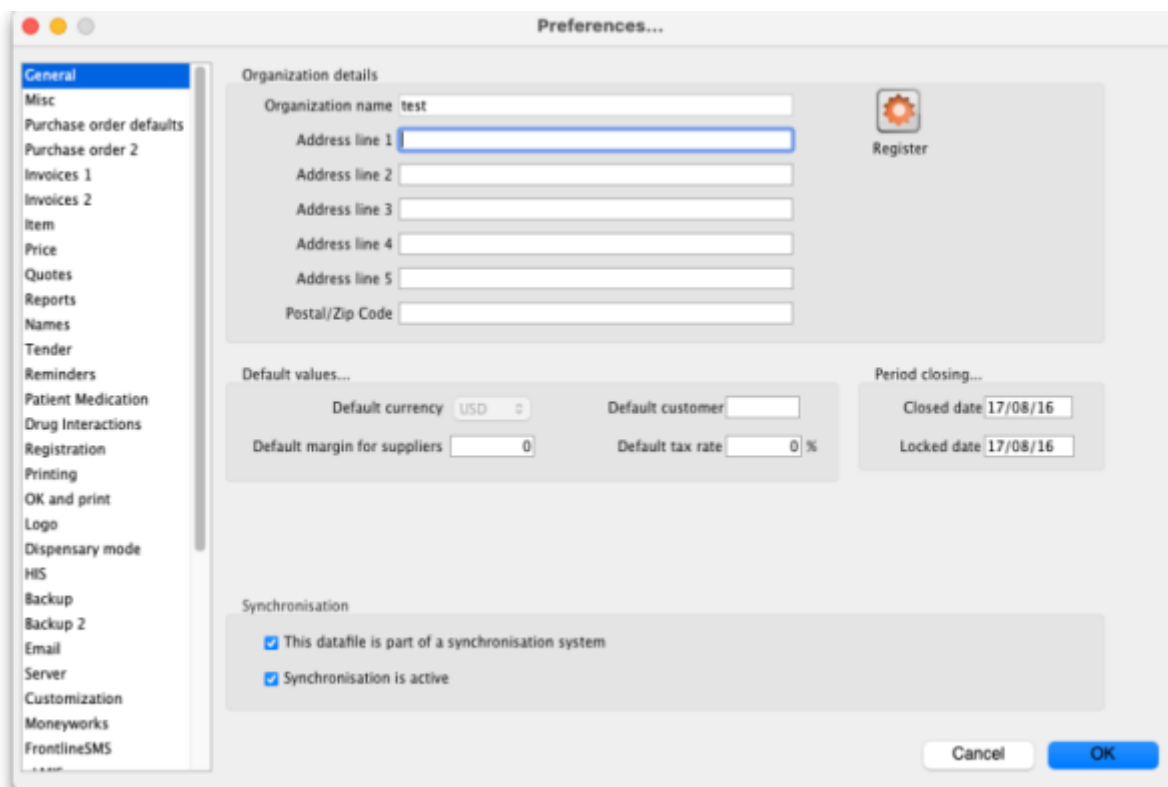 Preferences...
General
Misc
Purchase order defaults
Purchase order 2
Invoices 1
Invoices 2
Item
Price
Quotes
Reports
Names
Tender
Reminders
Patient Medication
Drug Interactions
Registration
Printing
OK and print
Logo
Dispensary mode
HIS
Backup
Backup 2
Email
Server
Customization
Moneyworks
FrontlineSMS
Organization details
Organization name test
Address line 1
Address line 2
Address line 3
Address line 4
Address line 5
Postal/Zip Code
Register
Default values...
Default currency USD Default customer
Default margin for suppliers 0 Default tax rate 0 %
Period closing...
Closed date 17/08/16
Locked date 17/08/16
Synchronisation
This datafile is part of a synchronisation system
Synchronisation is active
Cancel OK